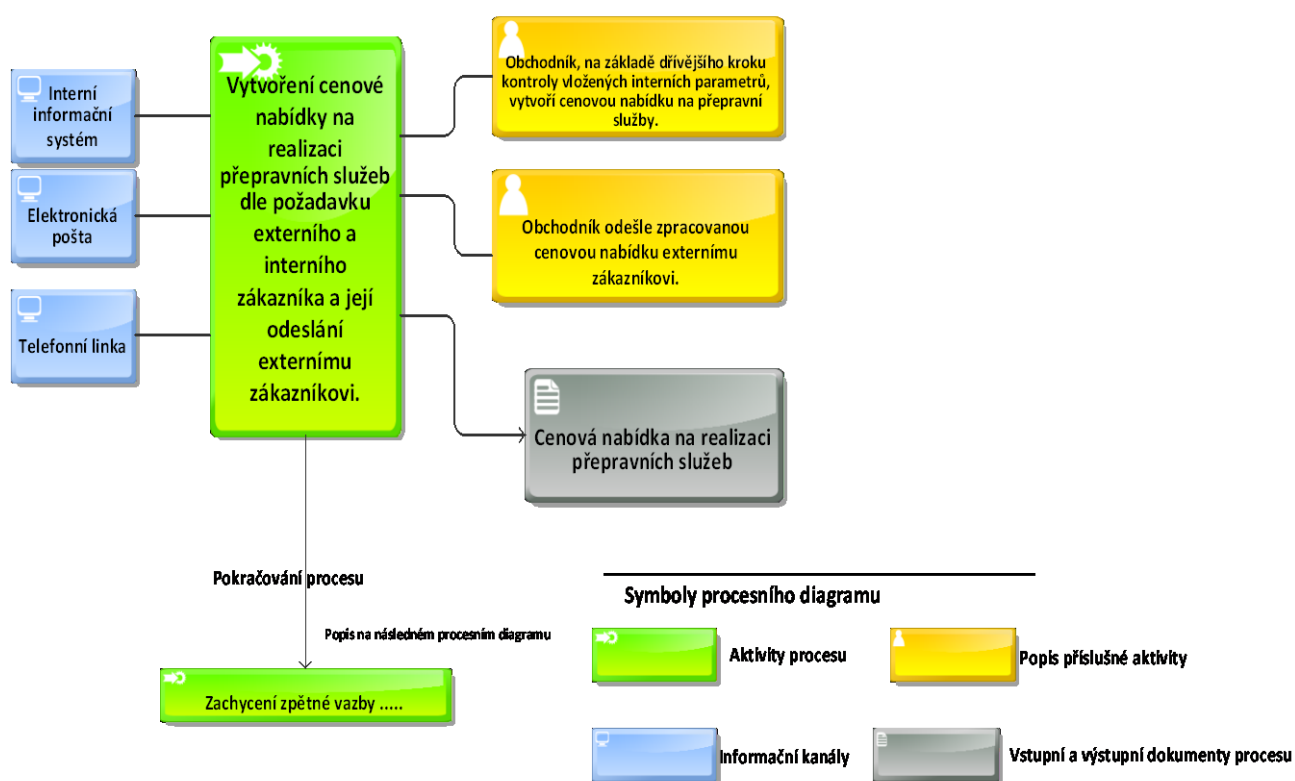 Interní
informační
systém
Elektronická
pošta
Telefonní linka
Vytvoření cenové
nabídky na
realizaci
přepravních služeb
dle požadavku
externího a
interního
zákazníka a její
odeslání
externímu
zákazníkovi.
Obchodník, na základě dřívějšího kroku
kontroly vložených interních parametrů,
vytvoří cenovou nabídku na přepravní
služby.
Obchodník odešle zpracovanou
cenovou nabídku externímu
zákazníkovi.
Cenová nabídka na realizaci
přepravních služeb
Pokračování procesu
Popis na následném procesním diagramu
Zachycení zpětné vazby .....
Symboly procesního diagramu
Aktivity procesu
Popis příslušné aktivity
Informační kanály
Vstupní a výstupní dokumenty procesu